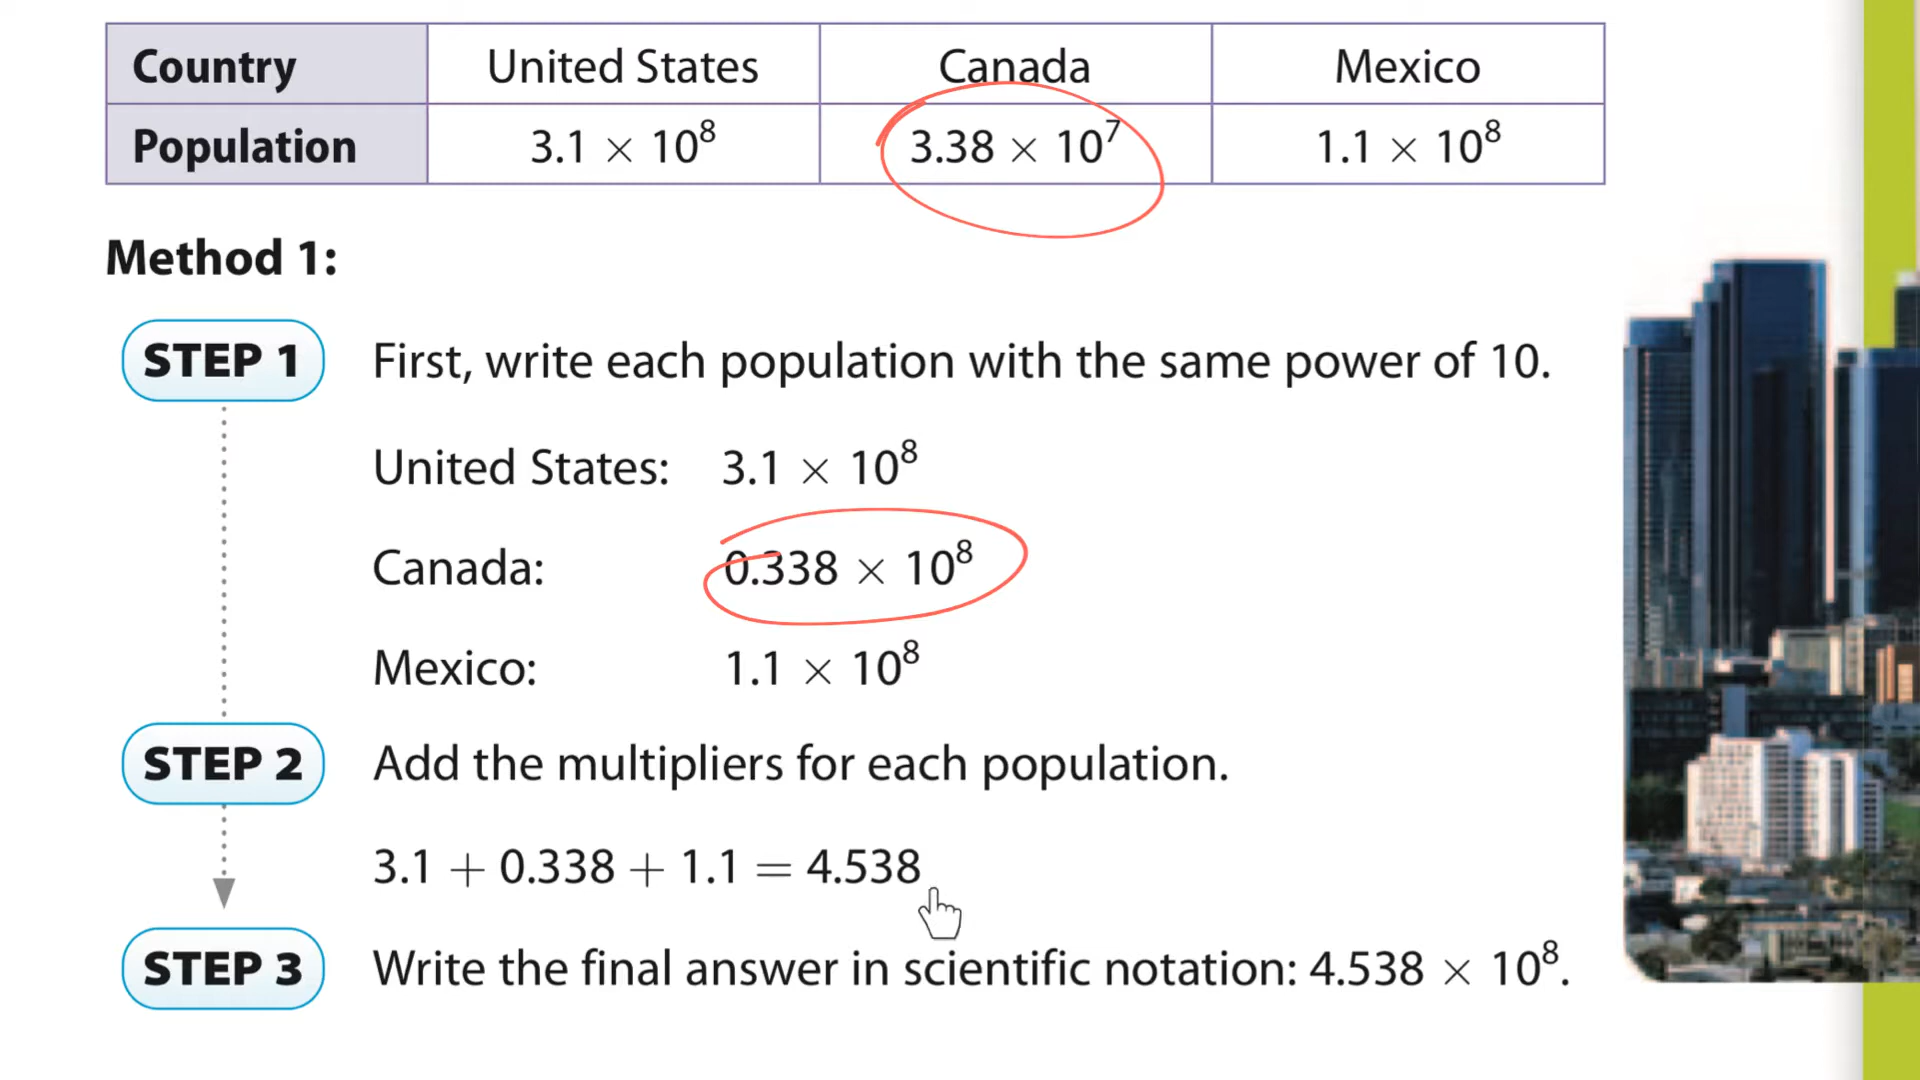 Country United States Canada Mexico
Population 3.1 × 10⁸ 3.38 × 10⁷ 1.1 × 10⁸
Method 1:
STEP 1 First, write each population with the same power of 10.
United States: 3.1 × 10⁸
Canada: 0.338 × 10⁸
Mexico: 1.1 × 10⁸
STEP 2 Add the multipliers for each population.
3.1 + 0.338 + 1.1 = 4.538
STEP 3 Write the final answer in scientific notation: 4.538 × 10⁸.